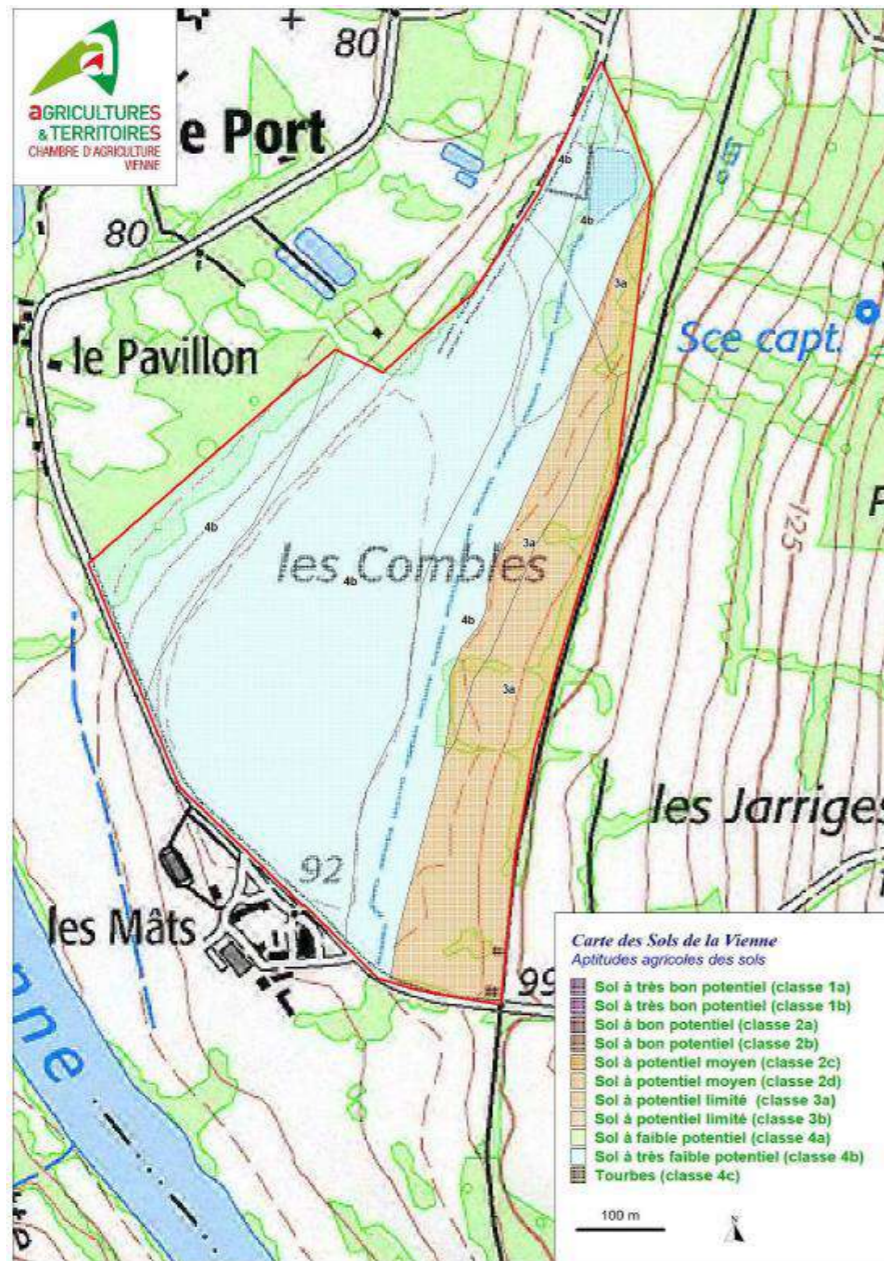 aGRICULTURES
& TERRITOIRES
CHAMBRE D'AGRICULTURE
VIENNE
80
e Port
80
4b
4b
3a
Sce capt.
le Pavillon
125
4b
les Combles
3a
4b
4b
3a
les Jarriges
92
les Mâts
99
nne
Carte des Sols de la Vienne
Aptitudes agricoles des sols
Sol à très bon potentiel (classe 1a)
Sol à très bon potentiel (classe 1b)
Sol à bon potentiel (classe 2a)
Sol à bon potentiel (classe 2b)
Sol à potentiel moyen (classe 2c)
Sol à potentiel moyen (classe 2d)
Sol à potentiel limité (classe 3a)
Sol à potentiel limité (classe 3b)
Sol à faible potentiel (classe 4a)
Sol à très faible potentiel (classe 4b)
Tourbes (classe 4c)
100 m
N